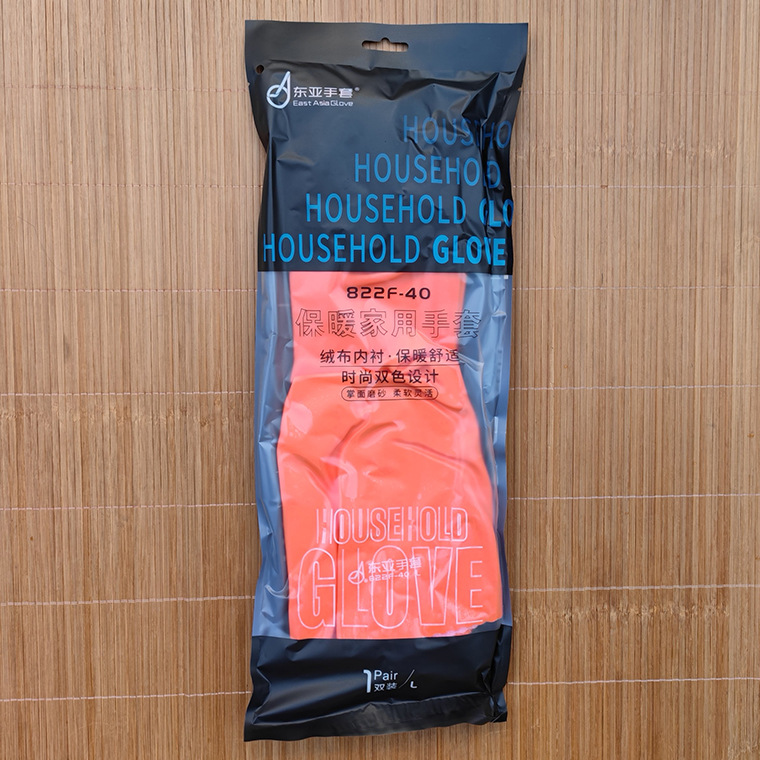 东亚手套®
East Asia Glove
HOUSEHO
HOUSEHOLD
HOUSEHOLD GLO
HOUSEHOLD GLOVE
822F-40
保暖家用手套
绒布内衬·保暖舒适
时尚双色设计
掌面磨砂 柔软灵活
HOUSEHOLD
GLOVE
东亚手套
822F-40 L
1 Pair
双装/L